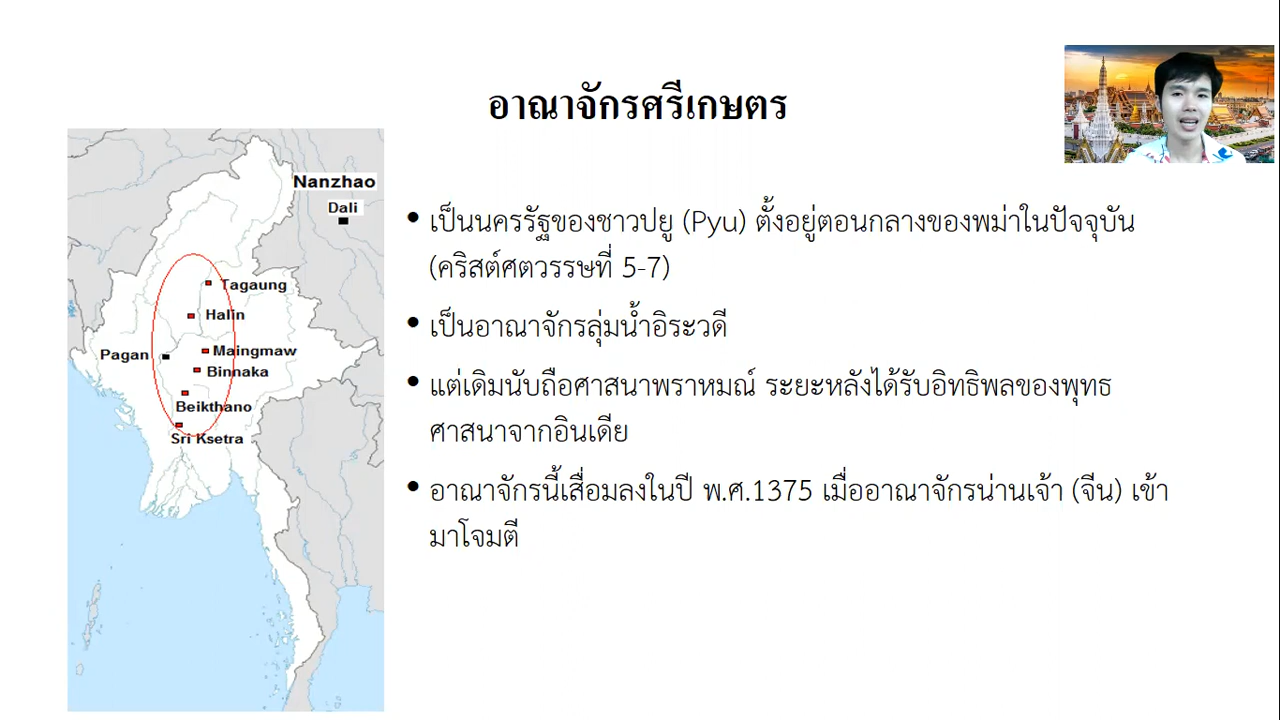 อาณาจักรศรีเกษตร
Nanzhao
Dali
Tagaung
Halin
Pagan
Maingmaw
Binnaka
Beikthano
Sri Ksetra
• เป็นนครรัฐของชาวปยู (Pyu) ตั้งอยู่ตอนกลางของพม่าในปัจจุบัน
(คริสต์ศตวรรษที่ 5-7)
• เป็นอาณาจักรลุ่มน้ำอิระวดี
• แต่เดิมนับถือศาสนาพราหมณ์ ระยะหลังได้รับอิทธิพลของพุทธ
ศาสนาจากอินเดีย
• อาณาจักรนี้เสื่อมลงในปี พ.ศ.1375 เมื่ออาณาจักรน่านเจ้า (จีน) เข้า
มาโจมตี